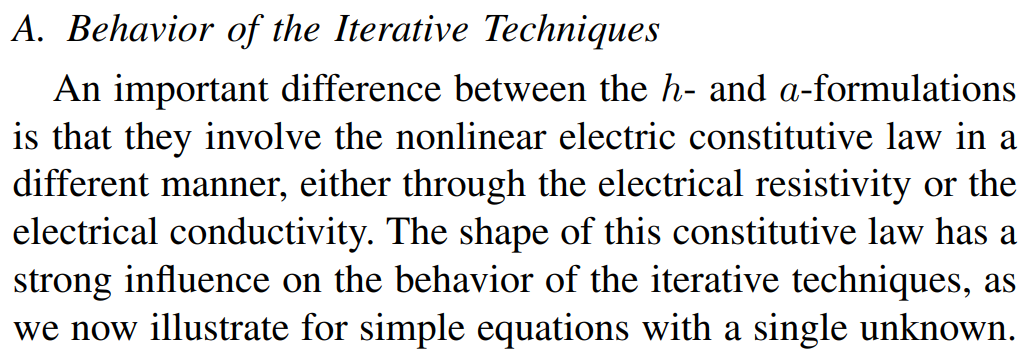 A. Behavior of the Iterative Techniques
An important difference between the h- and a-formulations
is that they involve the nonlinear electric constitutive law in a
different manner, either through the electrical resistivity or the
electrical conductivity. The shape of this constitutive law has a
strong influence on the behavior of the iterative techniques, as
we now illustrate for simple equations with a single unknown.